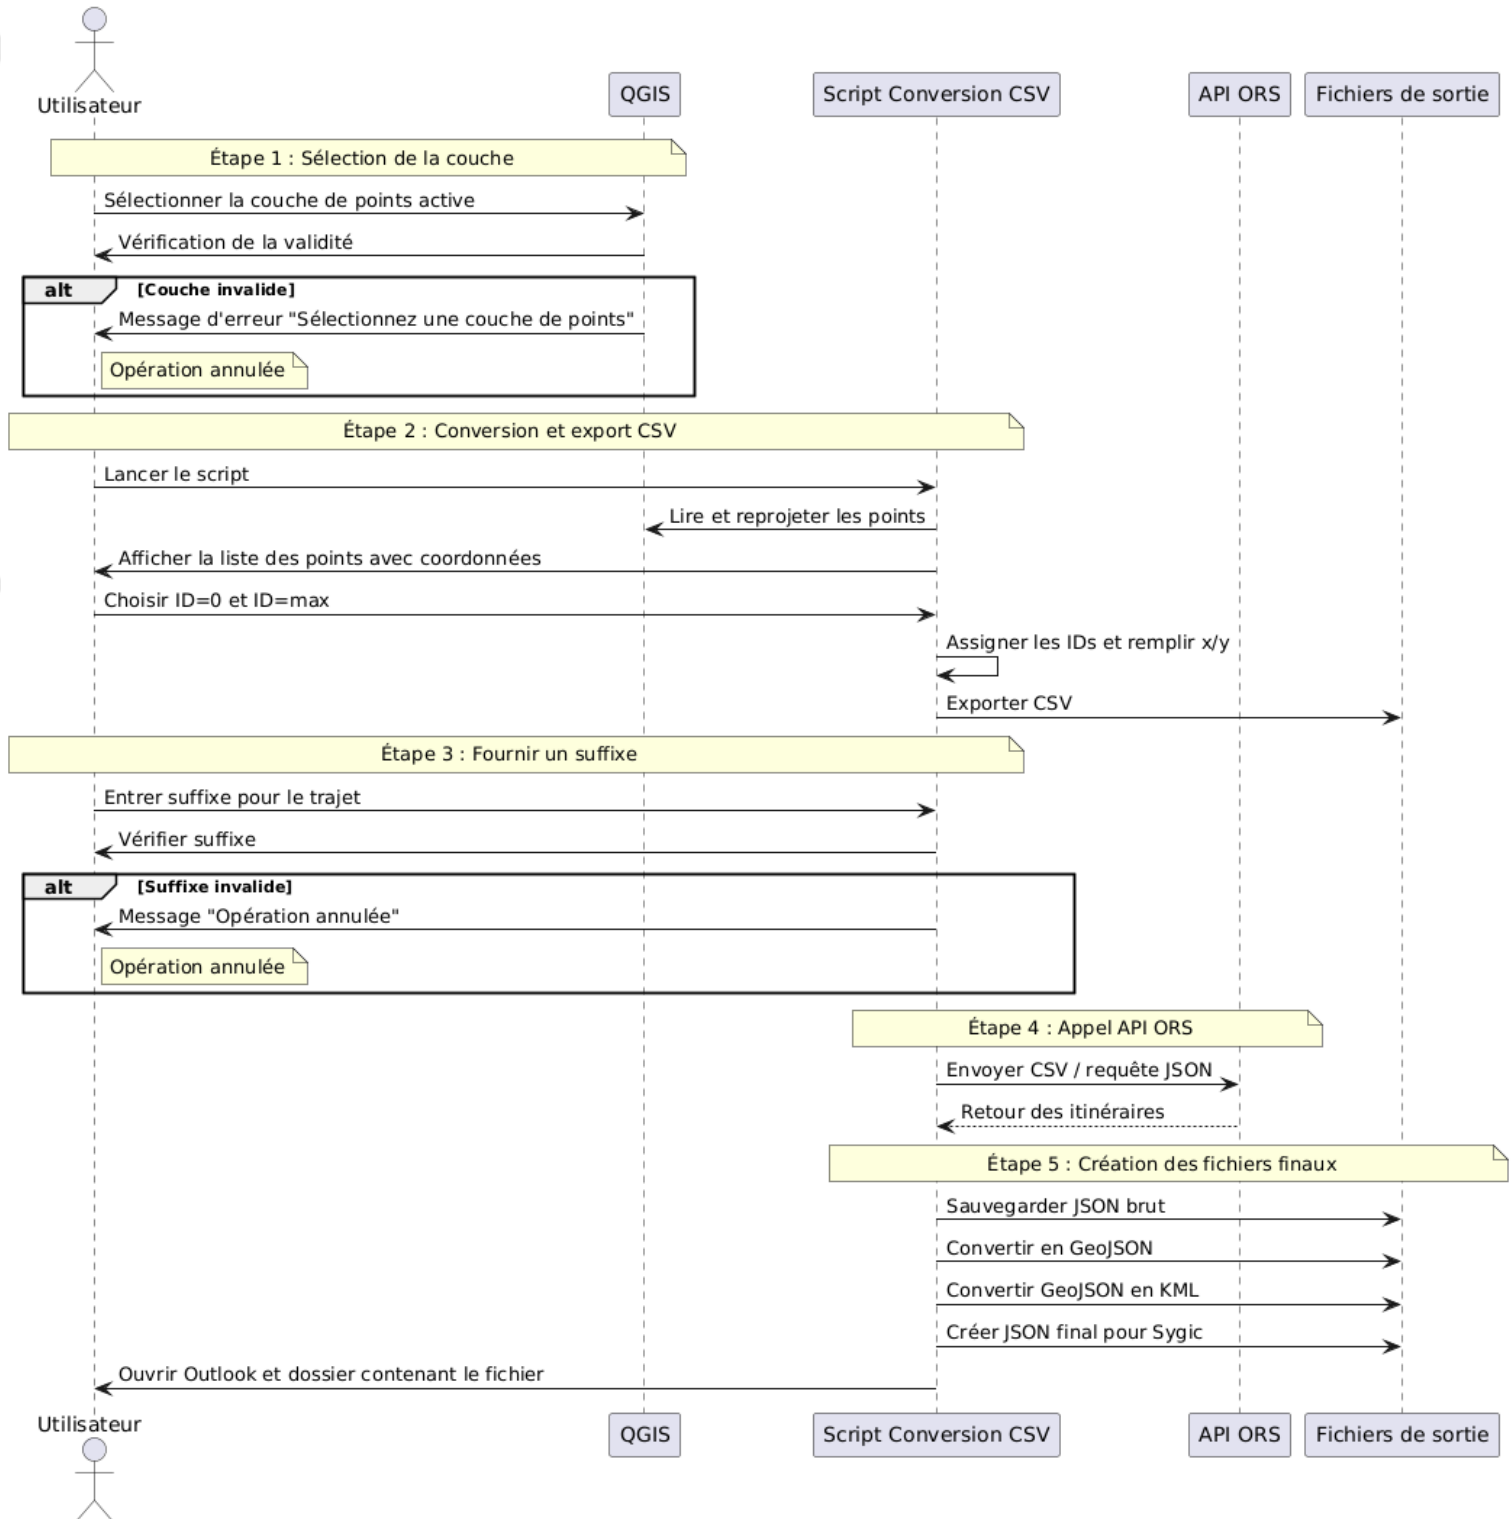 Utilisateur
QGIS
Script Conversion CSV
API ORS
Fichiers de sortie
Étape 1 : Sélection de la couche
Sélectionner la couche de points active
Vérification de la validité
alt
[Couche invalide]
Message d'erreur "Sélectionnez une couche de points"
Opération annulée
Étape 2 : Conversion et export CSV
Lancer le script
Lire et reprojeter les points
Afficher la liste des points avec coordonnées
Choisir ID=0 et ID=max
Assigner les IDs et remplir x/y
Exporter CSV
Étape 3 : Fournir un suffixe
Entrer suffixe pour le trajet
Vérifier suffixe
alt
[Suffixe invalide]
Message "Opération annulée"
Opération annulée
Étape 4 : Appel API ORS
Envoyer CSV / requête JSON
Retour des itinéraires
Étape 5 : Création des fichiers finaux
Sauvegarder JSON brut
Convertir en GeoJSON
Convertir GeoJSON en KML
Créer JSON final pour Sygic
Ouvrir Outlook et dossier contenant le fichier
Utilisateur
QGIS
Script Conversion CSV
API ORS
Fichiers de sortie